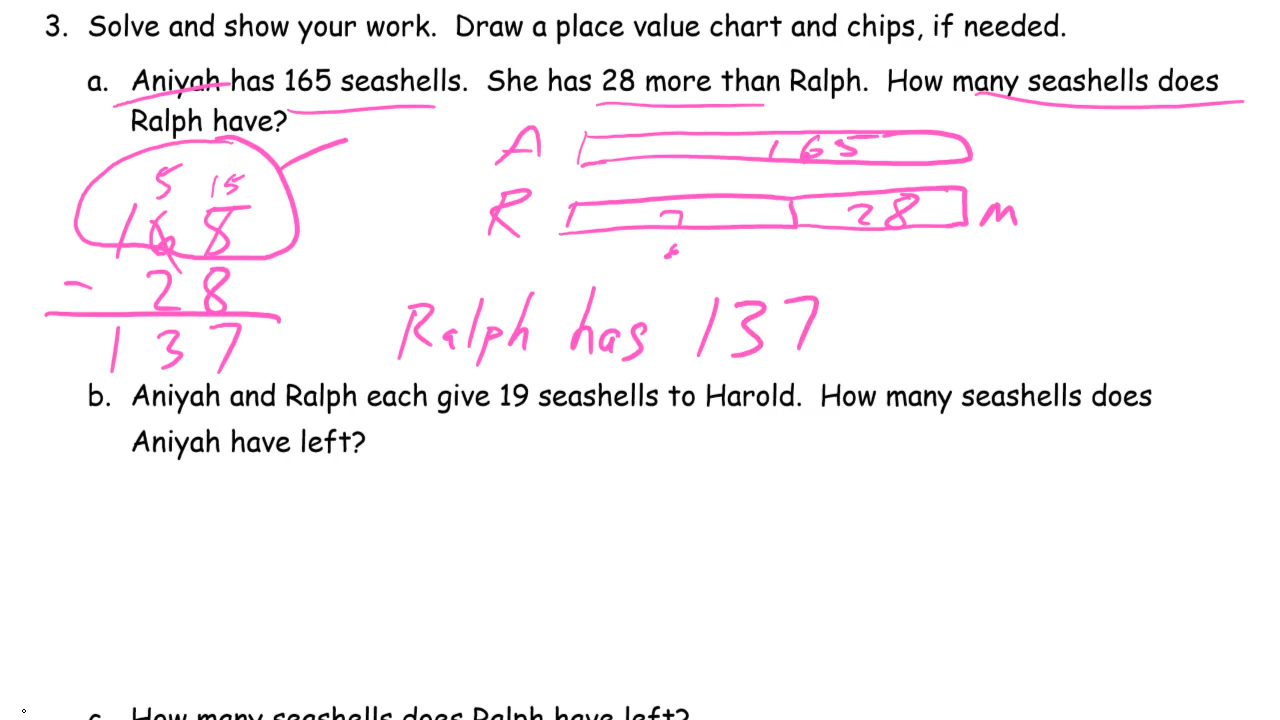 3. Solve and show your work. Draw a place value chart and chips, if needed.
a. Aniyah has 165 seashells. She has 28 more than Ralph. How many seashells does
Ralph have?
A 165
R ? 28 M
5 15
165
- 28
137
Ralph has 137
b. Aniyah and Ralph each give 19 seashells to Harold. How many seashells does
Aniyah have left?
c. How many seashells does Ralph have left?